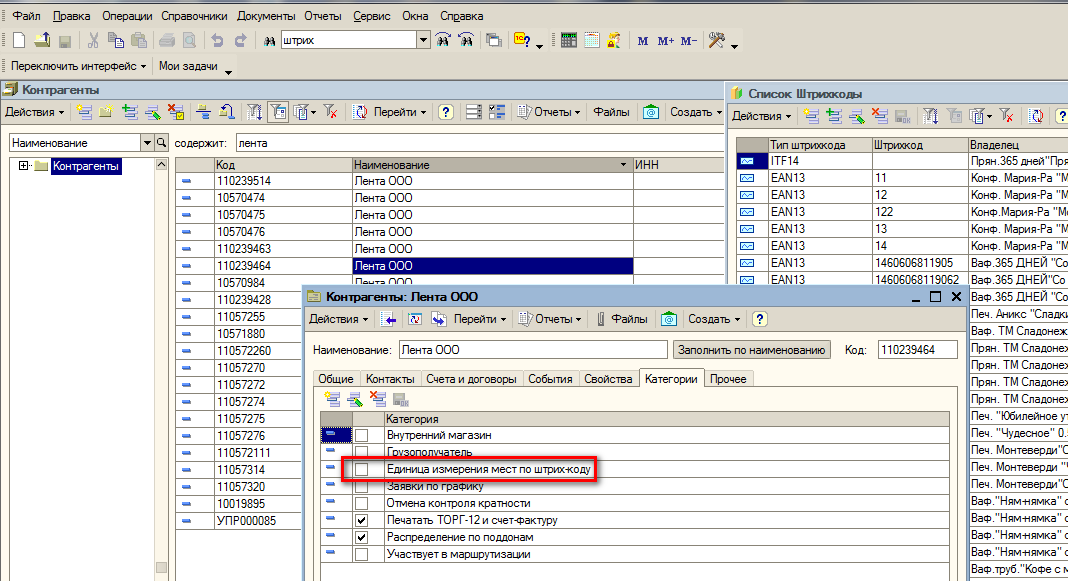 Файл Правка Операции Справочники Документы Отчеты Сервис Окна Справка
штрих
M M+ M-
Переключить интерфейс Мои задачи
Контрагенты
Действия Перейти Отчеты Файлы Создать
Наименование содержит: лента
Контрагенты
Код Наименование ИНН
110239514 Лента ООО
10570474 Лента ООО
10570475 Лента ООО
10570476 Лента ООО
110239463 Лента ООО
110239464 Лента ООО
10570984 Лента ООО
110239428
11057255
10571880
110572260
11057270
11057272
11057274
11057275
11057276
110572111
11057314
11057320
10019895
УПР000085
Список Штрихкоды
Действия
Тип штрихкода Штрихкод Владелец
ITF14 Прян.365 дней"Пря
EAN13 11 Конф. Мария-Ра "М
EAN13 12 Конф. Мария-Ра "М
EAN13 122 Конф.Мария-Ра "М
EAN13 13 Конф. Мария-Ра "М
EAN13 14 Конф. Мария-Ра "М
EAN13 1460606811905 Ваф.365 ДНЕЙ "Со
EAN13 14606068119062 Ваф.365 ДНЕЙ"Со
Ваф.365 ДНЕЙ "Со
Печ. Аникс "Сладки
Ваф. ТМ Сладонеж
Прян. ТМ Сладонеж
Прян. ТМ Сладонеж
Прян. ТМ Сладонеж
Прян. ТМ Сладонеж
Печ. "Юбилейное ут
Печ. "Чудесное" 0.5
Печ. Монтеверди"С
Печ. Монтеверди "Ч
Печ. Монтеверди"С
Ваф."Ням-нямка" с
Ваф."Ням-нямка" с
Ваф."Ням-нямка" с
Ваф."Ням-нямка" с
Ваф.труб."Кофе с м
Контрагенты: Лента ООО
Действия Перейти Отчеты Файлы Создать
Наименование: Лента ООО Заполнить по наименованию Код: 110239464
Общие Контакты Счета и договоры События Свойства Категории Прочее
Категория
Внутренний магазин
Грузополучатель
Единица измерения мест по штрих-коду
Заявки по графику
Отмена контроля кратности
Печатать ТОРГ-12 и счет-фактуру
Распределение по поддонам
Участвует в маршрутизации